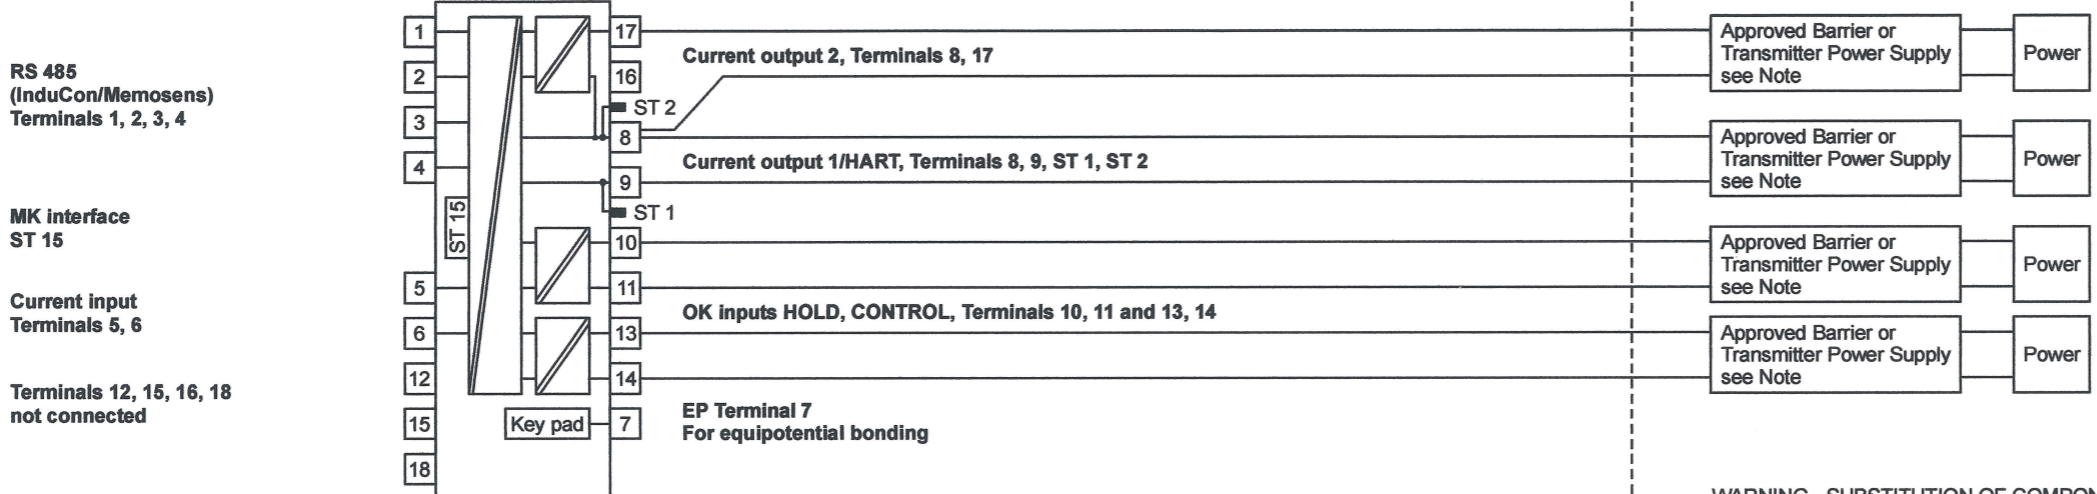 RS 485
(InduCon/Memosens)
Terminals 1, 2, 3, 4
MK interface
ST 15
Current input
Terminals 5, 6
Terminals 12, 15, 16, 18
not connected
1
2
3
4
ST 15
5
6
12
15
18
Key pad
17
16
ST 2
8
9
ST 1
10
11
13
14
7
Current output 2, Terminals 8, 17
Current output 1/HART, Terminals 8, 9, ST 1, ST 2
OK inputs HOLD, CONTROL, Terminals 10, 11 and 13, 14
EP Terminal 7
For equipotential bonding
Approved Barrier or
Transmitter Power Supply
see Note
Power
Approved Barrier or
Transmitter Power Supply
see Note
Power
Approved Barrier or
Transmitter Power Supply
see Note
Power
Approved Barrier or
Transmitter Power Supply
see Note
Power
WARNING - SUBSTITUTION OF